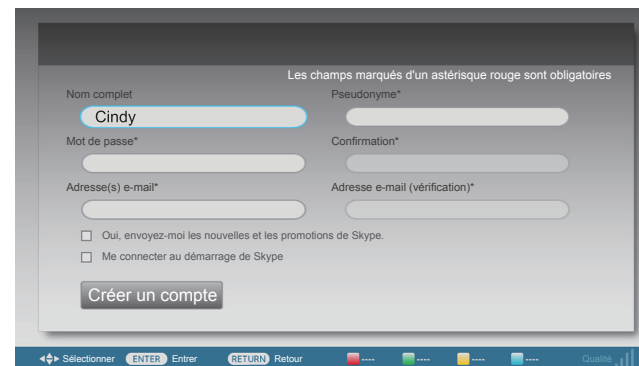 Les champs marqués d'un astérisque rouge sont obligatoires
Nom complet
Pseudonyme*
Cindy
Mot de passe*
Confirmation*
Adresse(s) e-mail*
Adresse e-mail (vérification)*
Oui, envoyez-moi les nouvelles et les promotions de Skype.
Me connecter au démarrage de Skype
Créer un compte
Sélectionner ENTER Entrer RETURN Retour ---- ---- ---- ---- Qualité